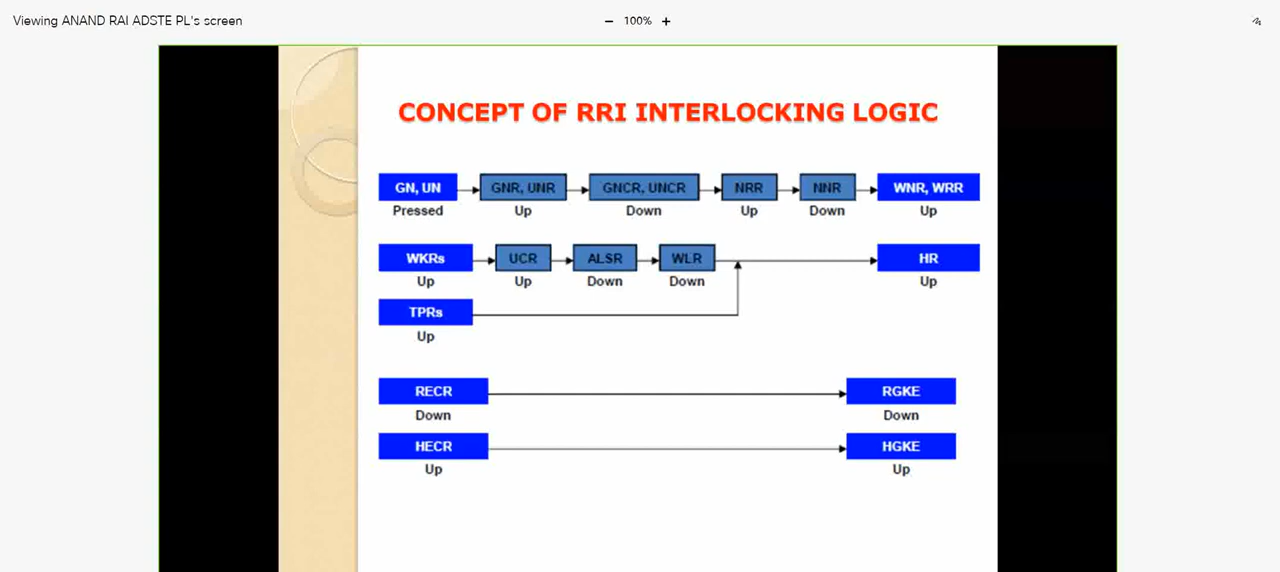 Viewing ANAND RAI ADSTE PL's screen
− 100% +
CONCEPT OF RRI INTERLOCKING LOGIC
GN, UN GNR, UNR GNCR, UNCR NRR NNR WNR, WRR
Pressed Up Down Up Down Up
WKRs UCR ALSR WLR HR
Up Up Down Down Up
TPRs
Up
RECR RGKE
Down Down
HECR HGKE
Up Up